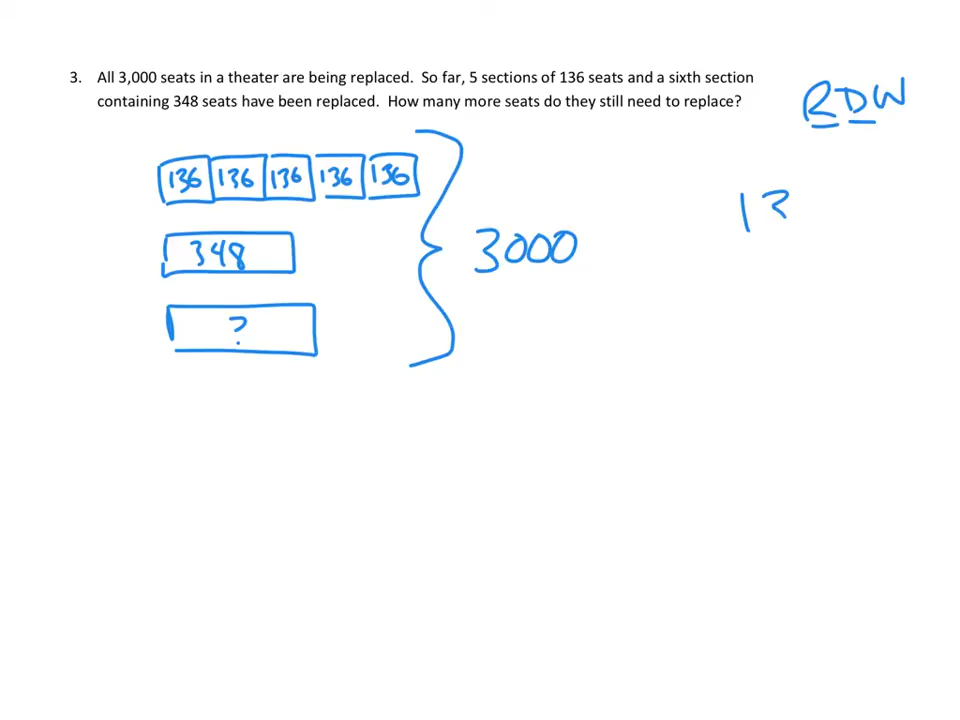 3. All 3,000 seats in a theater are being replaced. So far, 5 sections of 136 seats and a sixth section
containing 348 seats have been replaced. How many more seats do they still need to replace?
RDW
136 136 136 136 136
13
348
3000
?